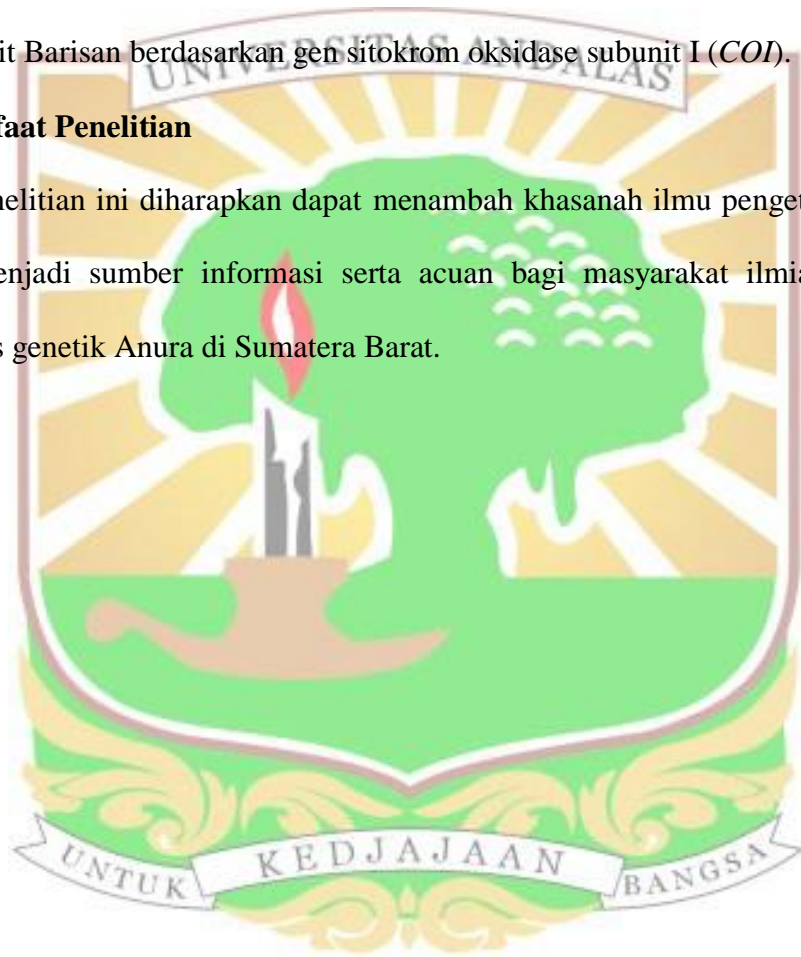 it Barisan berdasarkan gen sitokrom oksidase subunit I (COI).
UNIVERSITAS ANDALAS
faat Penelitian
nelitian ini diharapkan dapat menambah khasanah ilmu penget
enjadi sumber informasi serta acuan bagi masyarakat ilmia
s genetik Anura di Sumatera Barat.
UNTUK KEDJAJAAN BANGSA